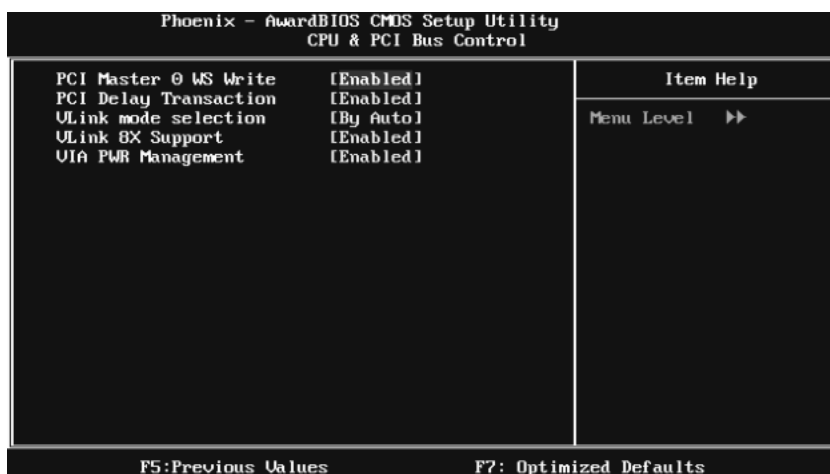 Phoenix - AwardBIOS CMOS Setup Utility
CPU & PCI Bus Control
PCI Master 0 WS Write [Enabled]
PCI Delay Transaction [Enabled]
VLink mode selection [By Auto]
VLink 8X Support [Enabled]
VIA PWR Management [Enabled]
Item Help
Menu Level ▶▶
F5:Previous Values F7: Optimized Defaults